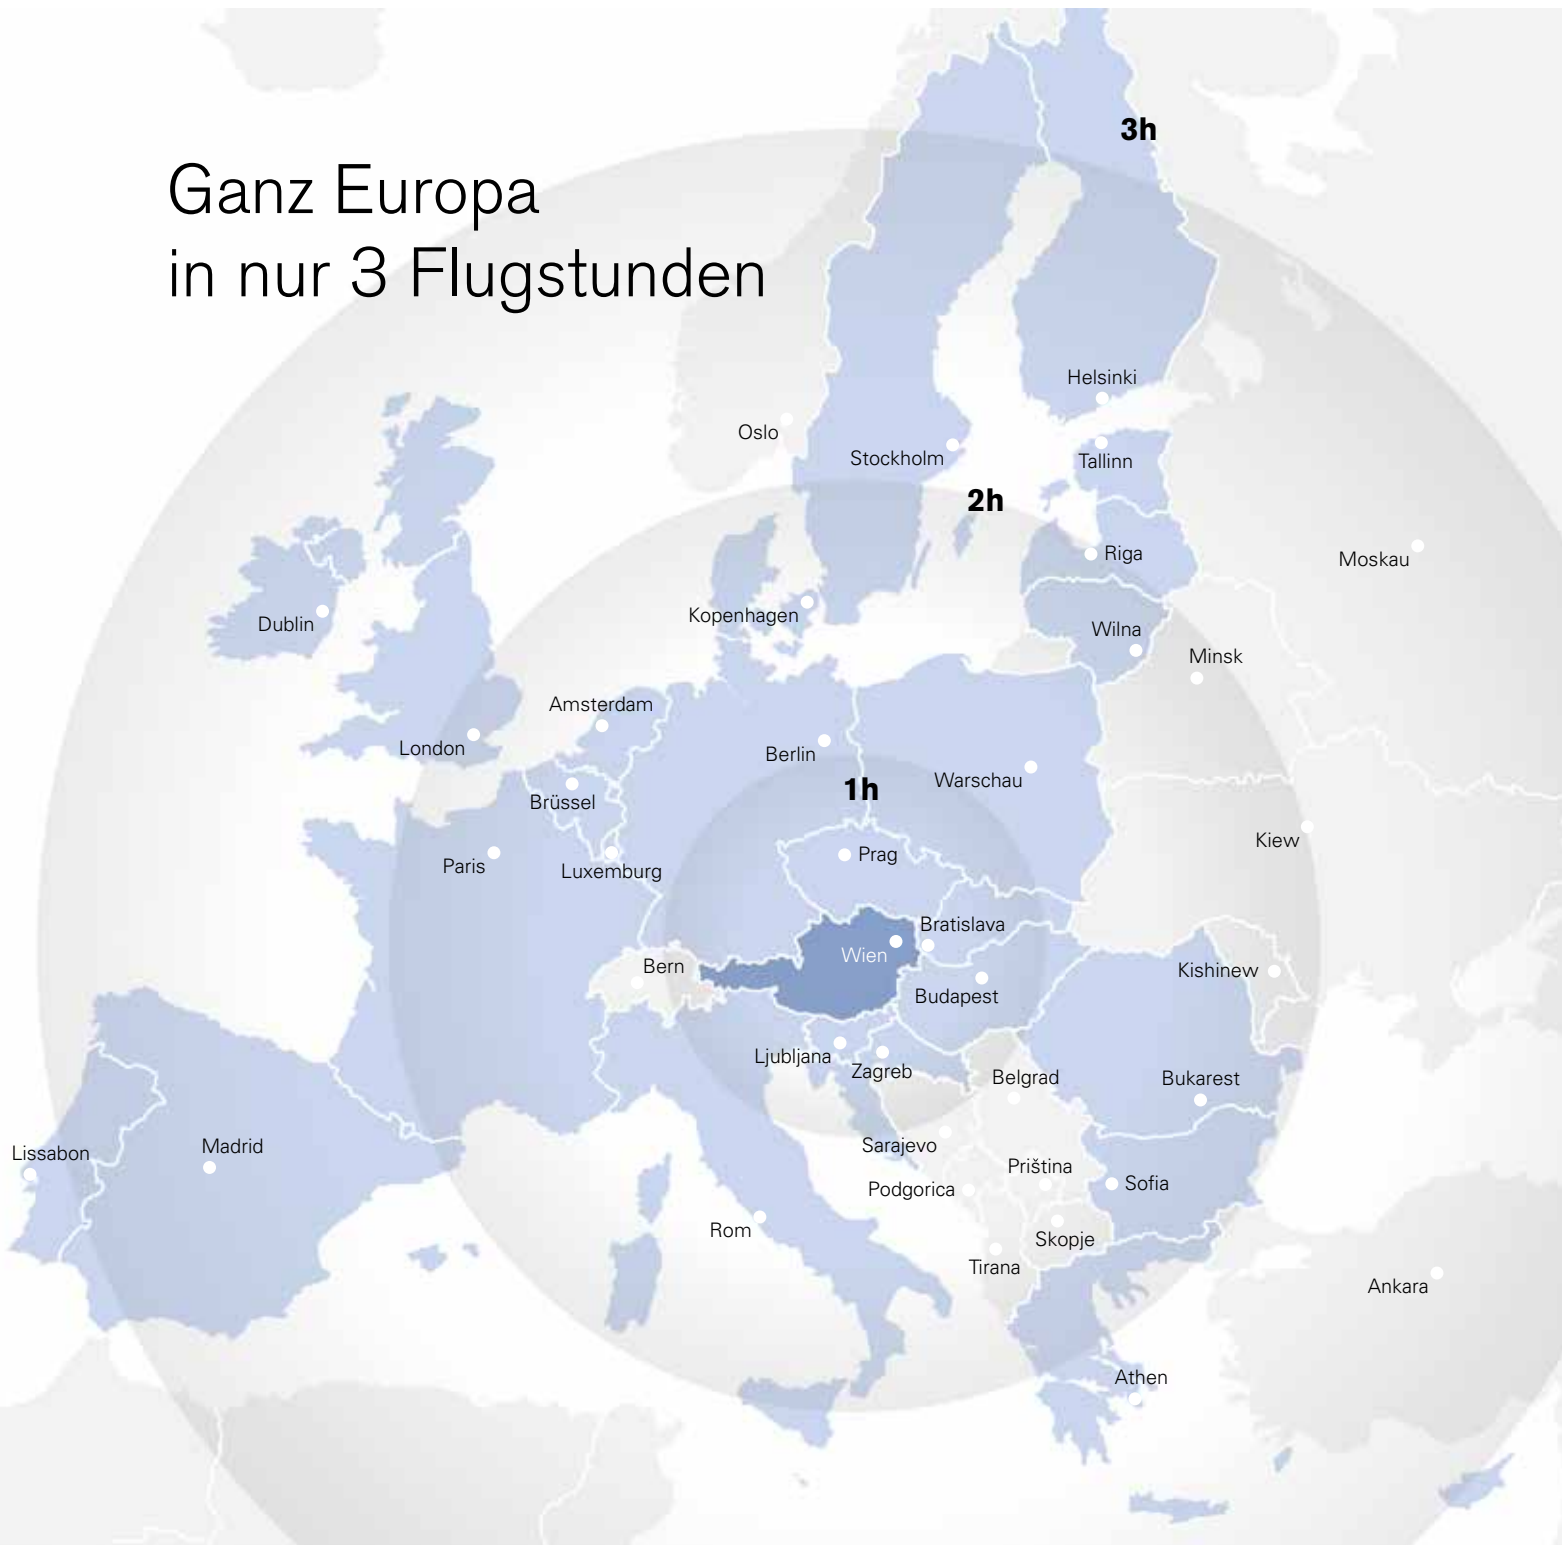 Ganz Europa
in nur 3 Flugstunden
3h
Helsinki
Oslo
Stockholm
Tallinn
2h
Riga
Moskau
Dublin
Kopenhagen
Wilna
Minsk
Amsterdam
London
Berlin
Warschau
1h
Brüssel
Kiew
Paris
Luxemburg
Prag
Bratislava
Wien
Bern
Kishinew
Budapest
Ljubljana
Zagreb
Belgrad
Bukarest
Lissabon
Madrid
Sarajevo
Priština
Podgorica
Sofia
Rom
Skopje
Tirana
Ankara
Athen